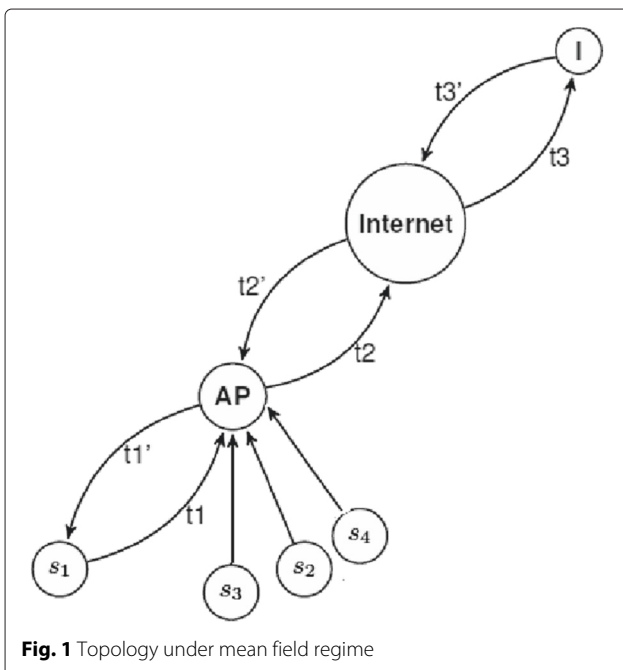 I
t3'
t3
Internet
t2'
t2
AP
t1'
t1
s₁
s₄
s₂
s₃
Fig. 1 Topology under mean field regime